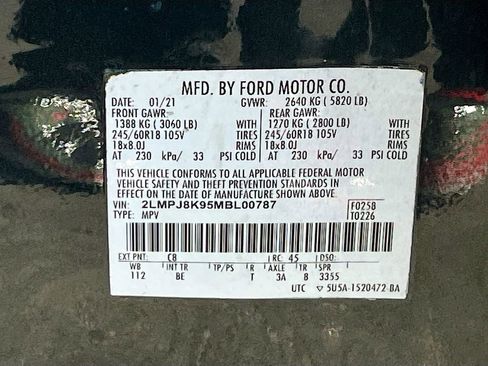 MFD. BY FORD MOTOR CO.
DATE: 01/21 GVWR: 2640 KG ( 5820 LB)
FRONT GAWR: REAR GAWR:
1388 KG ( 3060 LB) WITH 1270 KG ( 2800 LB) WITH
245/60R18 105V TIRES 245/60R18 105V TIRES
18x8.0J RIMS 18x8.0J RIMS
AT 230 kPa/ 33 PSI COLD AT 230 kPa/ 33 PSI COLD
THIS VEHICLE CONFORMS TO ALL APPLICABLE FEDERAL MOTOR
VEHICLE SAFETY AND THEFT PREVENTION STANDARDS IN
EFFECT ON THE DATE OF MANUFACTURE SHOWN ABOVE.
VIN: 2LMPJ8K95MBL00787 F0258
TYPE: MPV T0226
EXT PNT: C8 RC: 45 DSO:
WB INT TR TP/PS R AXLE TR SPR
112 BE T 3A 8 3355
UTC ▽ 5U5A-1520472-BA